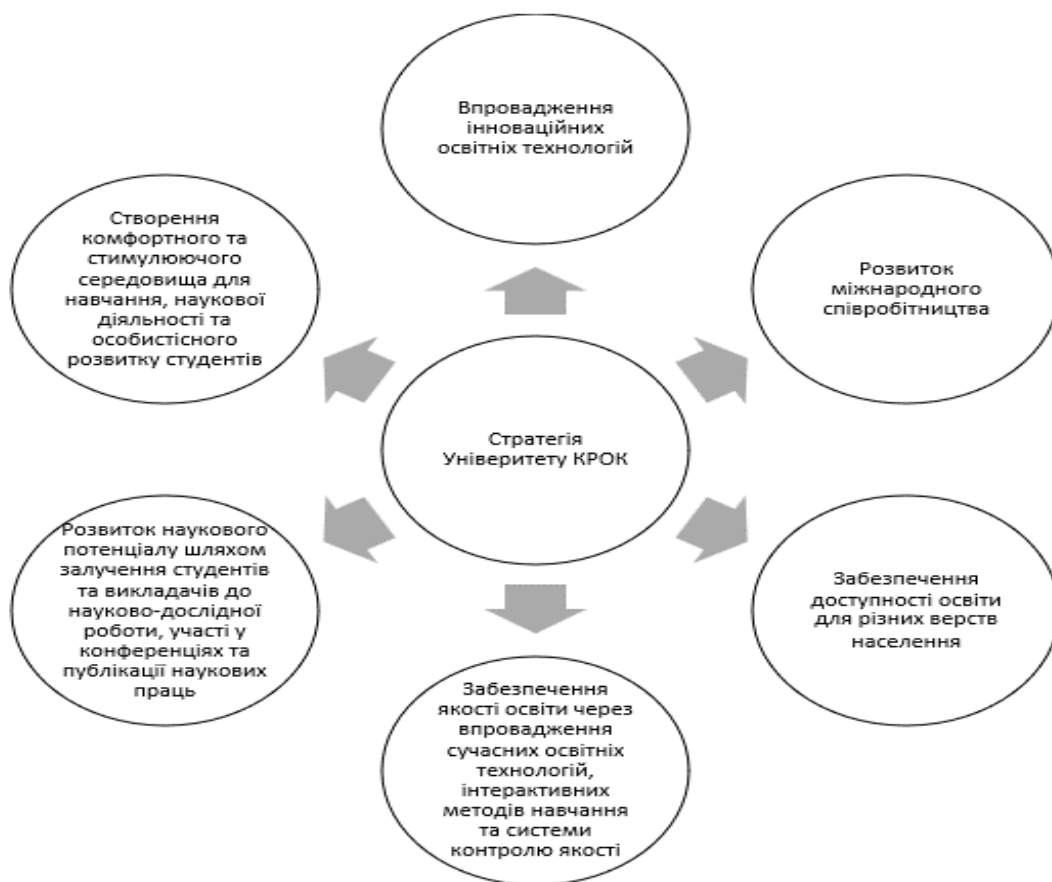 Впровадження
інноваційних
освітніх технологій
Створення
комфортного та
стимулюючого
середовища для
навчання, наукової
діяльності та
особистісного
розвитку студентів
Розвиток
міжнародного
співробітництва
Стратегія
Універитету КРОК
Розвиток наукового
потенціалу шляхом
залучення студентів
та викладачів до
науково-дослідної
роботи, участі у
конференціях та
публікації наукових
праць
Забезпечення
доступності освіти
для різних верств
населення
Забезпечення
якості освіти через
впровадження
сучасних освітніх
технологій,
інтерактивних
методів навчання
та системи
контролю якості